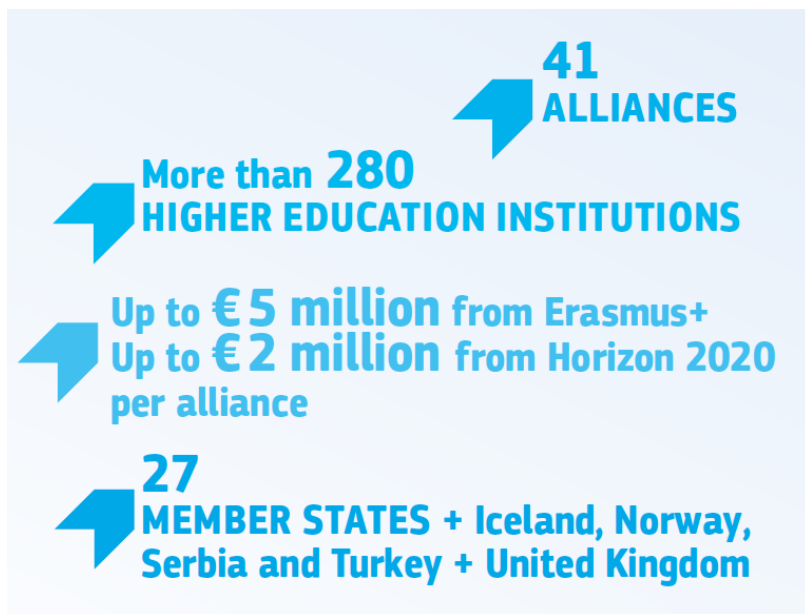 41
ALLIANCES
More than 280
HIGHER EDUCATION INSTITUTIONS
Up to €5 million from Erasmus+
Up to €2 million from Horizon 2020
per alliance
27
MEMBER STATES + Iceland, Norway,
Serbia and Turkey + United Kingdom